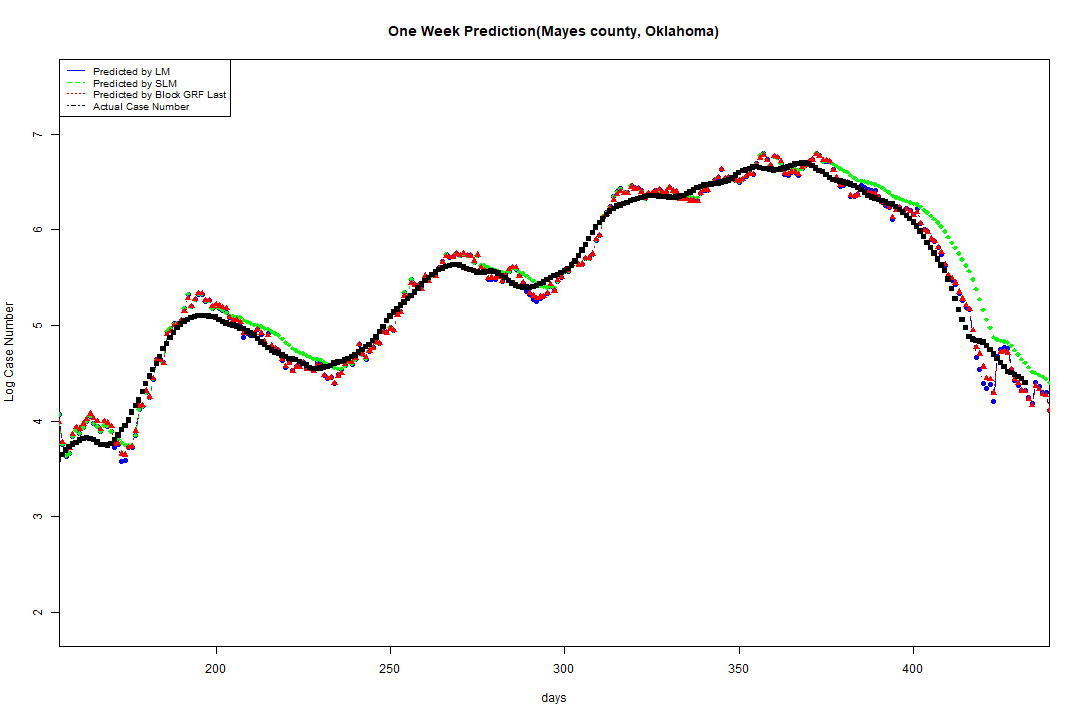 One Week Prediction(Mayes county, Oklahoma)
Predicted by LM
Predicted by SLM
Predicted by Block GRF Last
Actual Case Number
7
6
5
4
3
2
Log Case Number
200
250
300
350
400
days